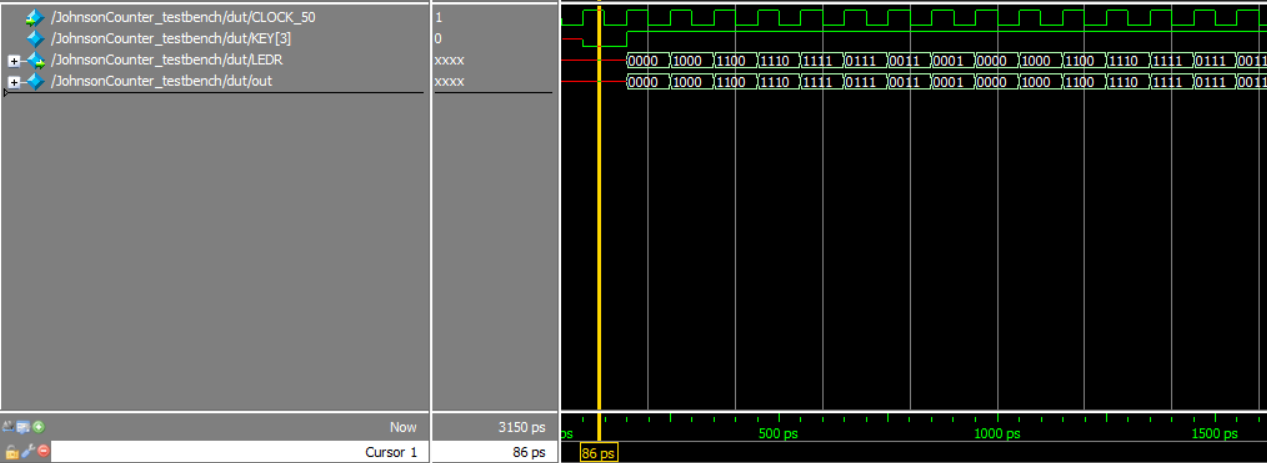 /JohnsonCounter_testbench/dut/CLOCK_50 1
/JohnsonCounter_testbench/dut/KEY[3] 0
/JohnsonCounter_testbench/dut/LEDR xxxx 0000 1000 1100 1110 1111 0111 0011 0001 0000 1000 1100 1110 1111 0111 0011
/JohnsonCounter_testbench/dut/out xxxx 0000 1000 1100 1110 1111 0111 0011 0001 0000 1000 1100 1110 1111 0111 0011
Now 3150 ps ps 500 ps 1000 ps 1500 ps
Cursor 1 86 ps 86 ps